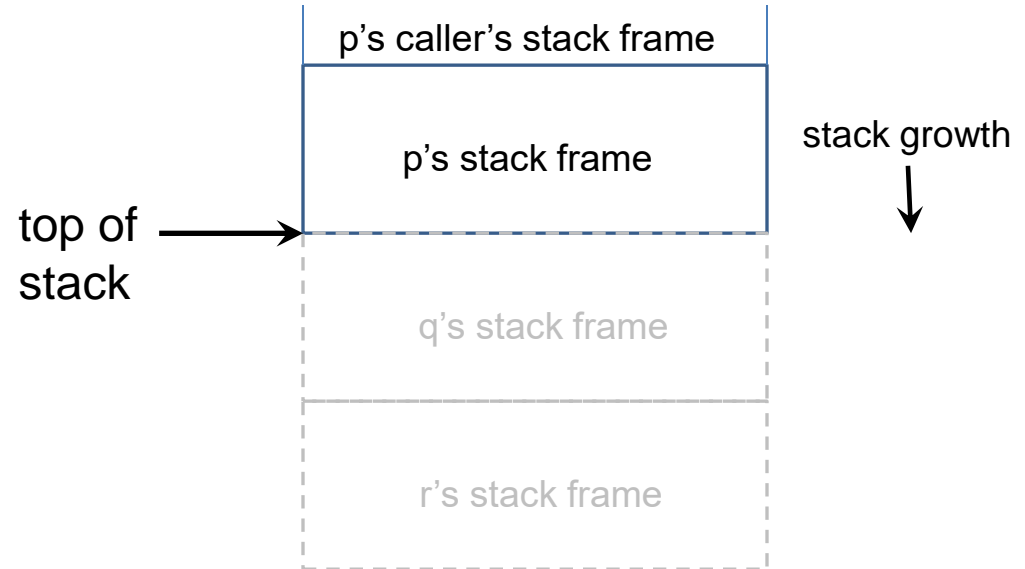 p’s caller’s stack frame
p’s stack frame
stack growth
top of
stack
q’s stack frame
r’s stack frame